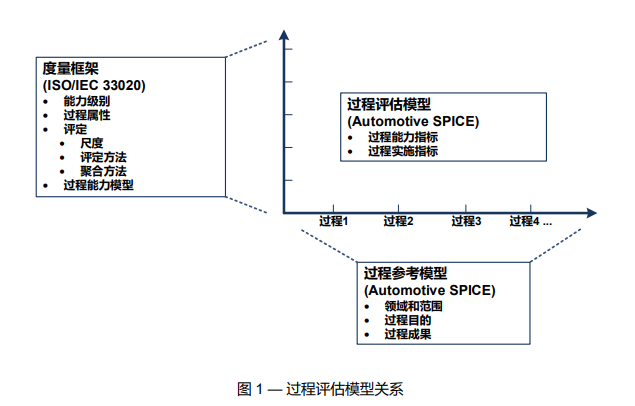 度量框架
(ISO/IEC 33020)
• 能力级别
• 过程属性
• 评定
• 尺度
• 评定方法
• 聚合方法
• 过程能力模型
过程评估模型
(Automotive SPICE)
• 过程能力指标
• 过程实施指标
过程1 过程2 过程3 过程4 ...
过程参考模型
(Automotive SPICE)
• 领域和范围
• 过程目的
• 过程成果
图 1 — 过程评估模型关系